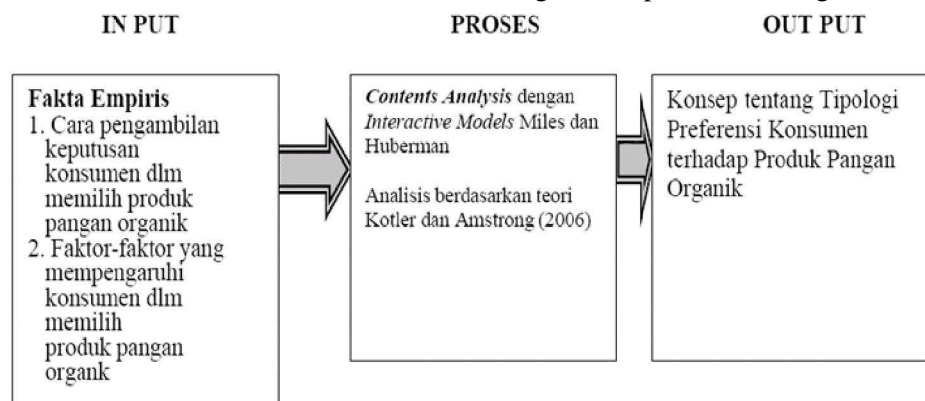 IN PUT
PROSES
OUT PUT
Fakta Empiris
1. Cara pengambilan
keputusan
konsumen dlm
memilih produk
pangan organik
2. Faktor-faktor yang
mempengaruhi
konsumen dlm
memilih
produk pangan
organk
Contents Analysis dengan
Interactive Models Miles dan
Huberman
Analisis berdasarkan teori
Kotler dan Amstrong (2006)
Konsep tentang Tipologi
Preferensi Konsumen
terhadap Produk Pangan
Organik